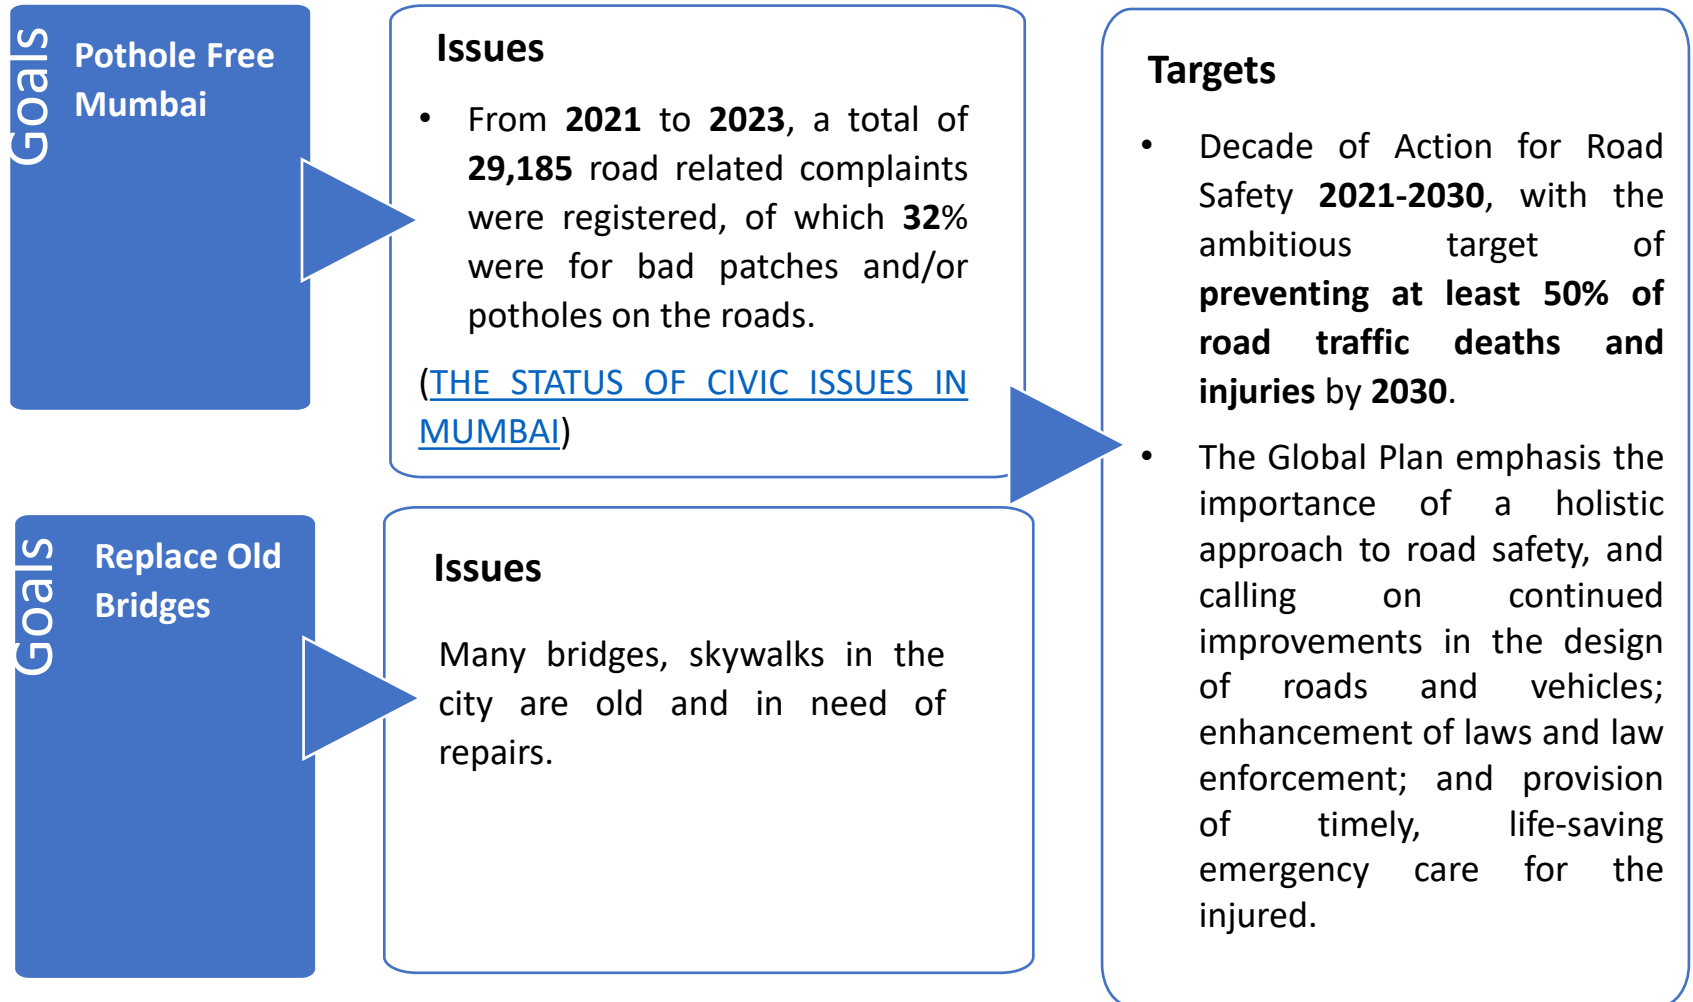 Goals
Pothole Free
Mumbai
Issues
• From 2021 to 2023, a total of
29,185 road related complaints
were registered, of which 32%
were for bad patches and/or
potholes on the roads.
(THE STATUS OF CIVIC ISSUES IN
MUMBAI)
Goals
Replace Old
Bridges
Issues
Many bridges, skywalks in the
city are old and in need of
repairs.
Targets
• Decade of Action for Road
Safety 2021-2030, with the
ambitious target of
preventing at least 50% of
road traffic deaths and
injuries by 2030.
• The Global Plan emphasis the
importance of a holistic
approach to road safety, and
calling on continued
improvements in the design
of roads and vehicles;
enhancement of laws and law
enforcement; and provision
of timely, life-saving
emergency care for the
injured.